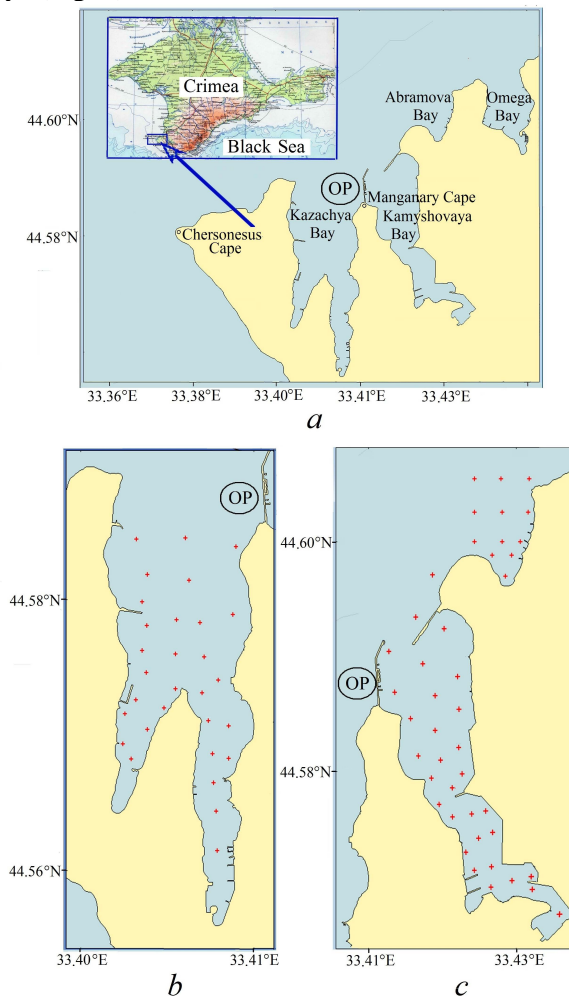 Crimea
Black Sea
Abramova
Bay
Omega
Bay
44.60°N
OP
Manganary Cape
Kazachya
Bay
Kamyshovaya
Bay
44.58°N
Chersonesus
Cape
33,36°E
33,38°E
33,40°E
33,41°E
33,43°E
a
OP
44.58°N
44.56°N
33,40°E
33,41°E
b
44.60°N
OP
44.58°N
33,41°E
33,43°E
c